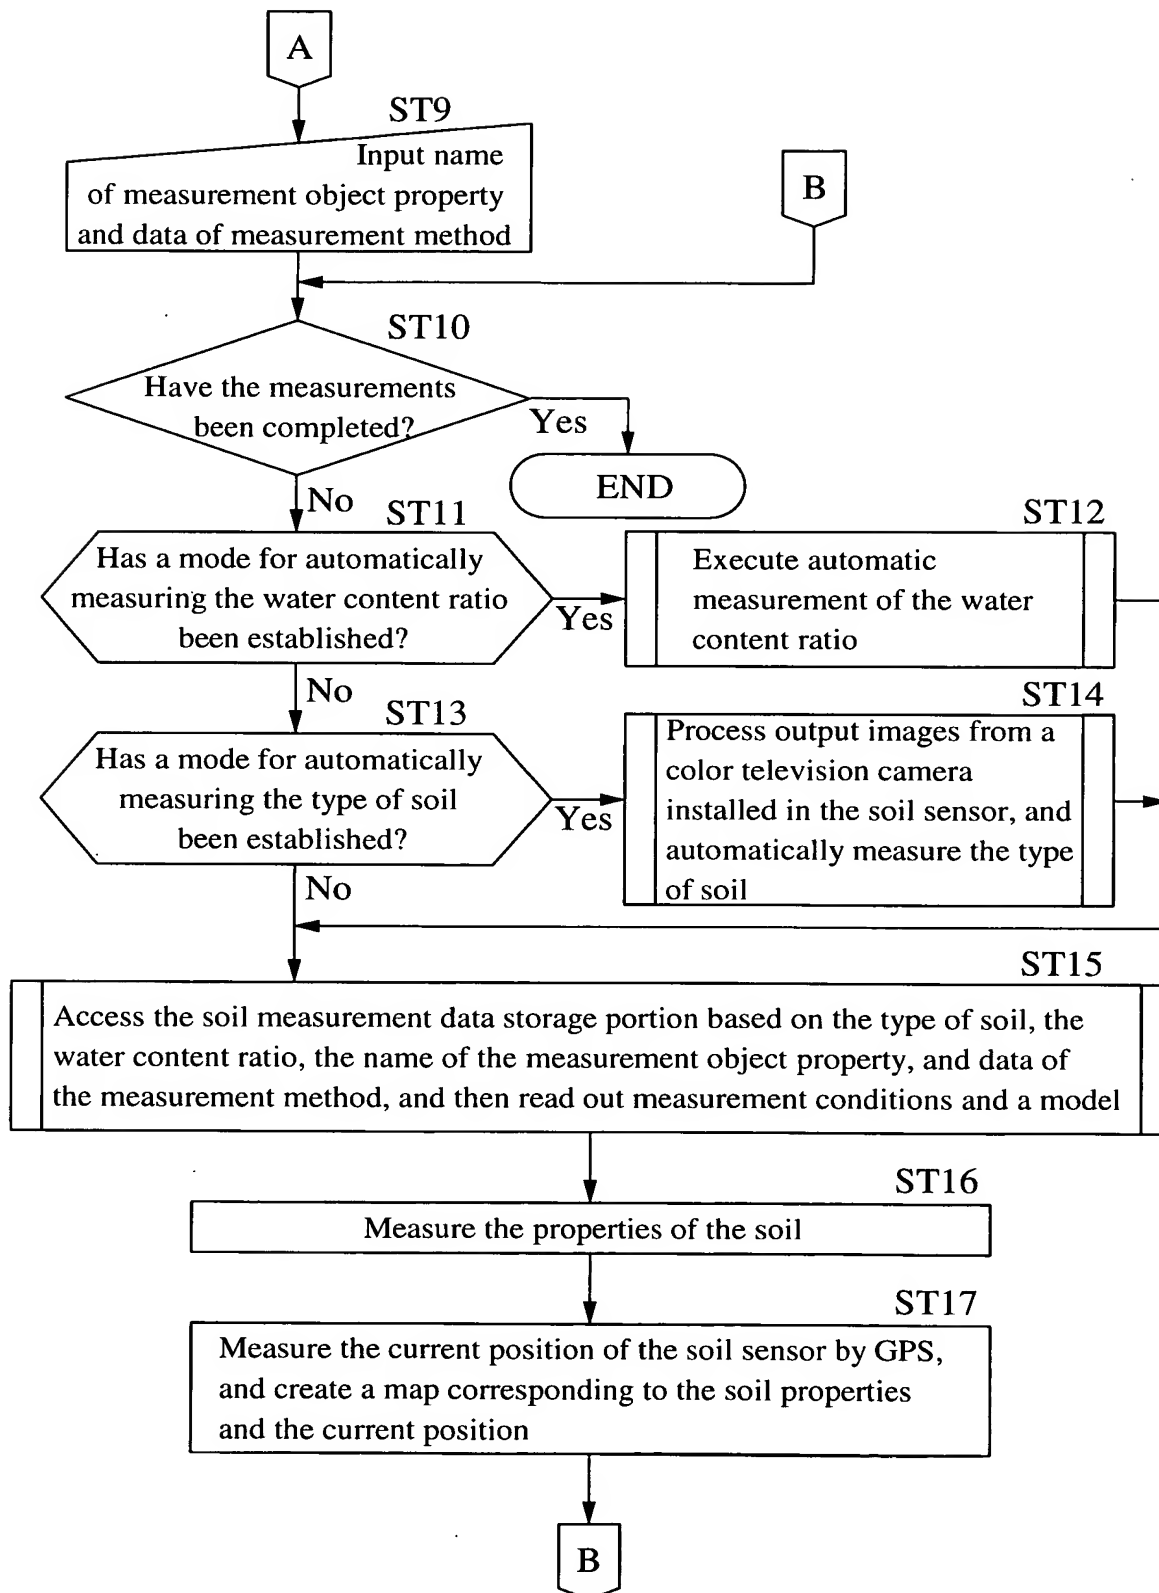 A
ST9
Input name
of measurement object property
and data of measurement method
B
ST10
Have the measurements
been completed?
Yes
END
No
ST11
Has a mode for automatically
measuring the water content ratio
been established?
Yes
ST12
Execute automatic
measurement of the water
content ratio
No
ST13
Has a mode for automatically
measuring the type of soil
been established?
Yes
ST14
Process output images from a
color television camera
installed in the soil sensor, and
automatically measure the type
of soil
No
ST15
Access the soil measurement data storage portion based on the type of soil, the
water content ratio, the name of the measurement object property, and data of
the measurement method, and then read out measurement conditions and a model
ST16
Measure the properties of the soil
ST17
Measure the current position of the soil sensor by GPS,
and create a map corresponding to the soil properties
and the current position
B